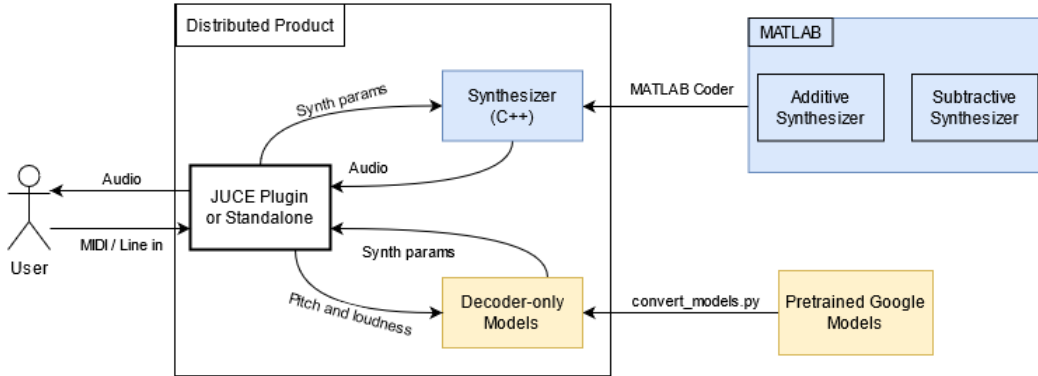 Distributed Product
MATLAB
Synth params
Synthesizer
(C++)
MATLAB Coder
Additive
Synthesizer
Subtractive
Synthesizer
Audio
Audio
JUCE Plugin
or Standalone
MIDI / Line in
User
Synth params
Pitch and loudness
Decoder-only
Models
convert_models.py
Pretrained Google
Models